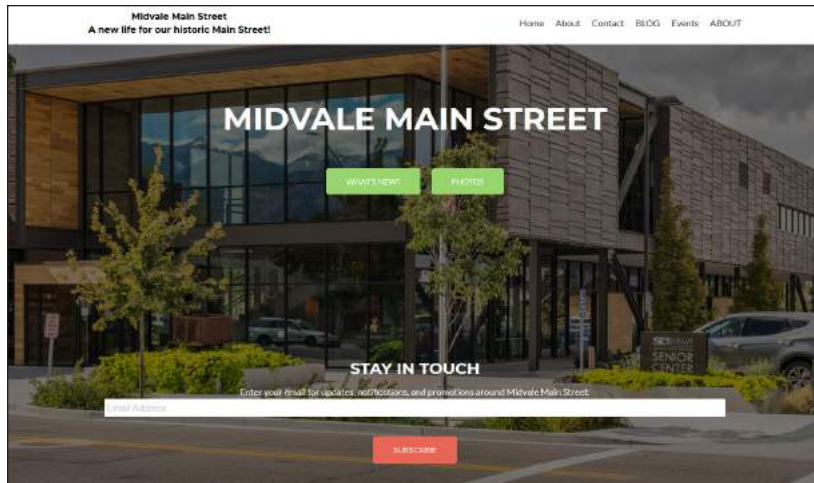 Midvale Main Street
A new life for our historic Main Street!
Home About Contact BLOG Events ABOUT
MIDVALE MAIN STREET
WHAT'S NEW? PHOTOS
SENIOR
CENTER
STAY IN TOUCH
Enter your email for updates, notifications, and promotions around Midvale Main Street:
Email Address
SUBSCRIBE